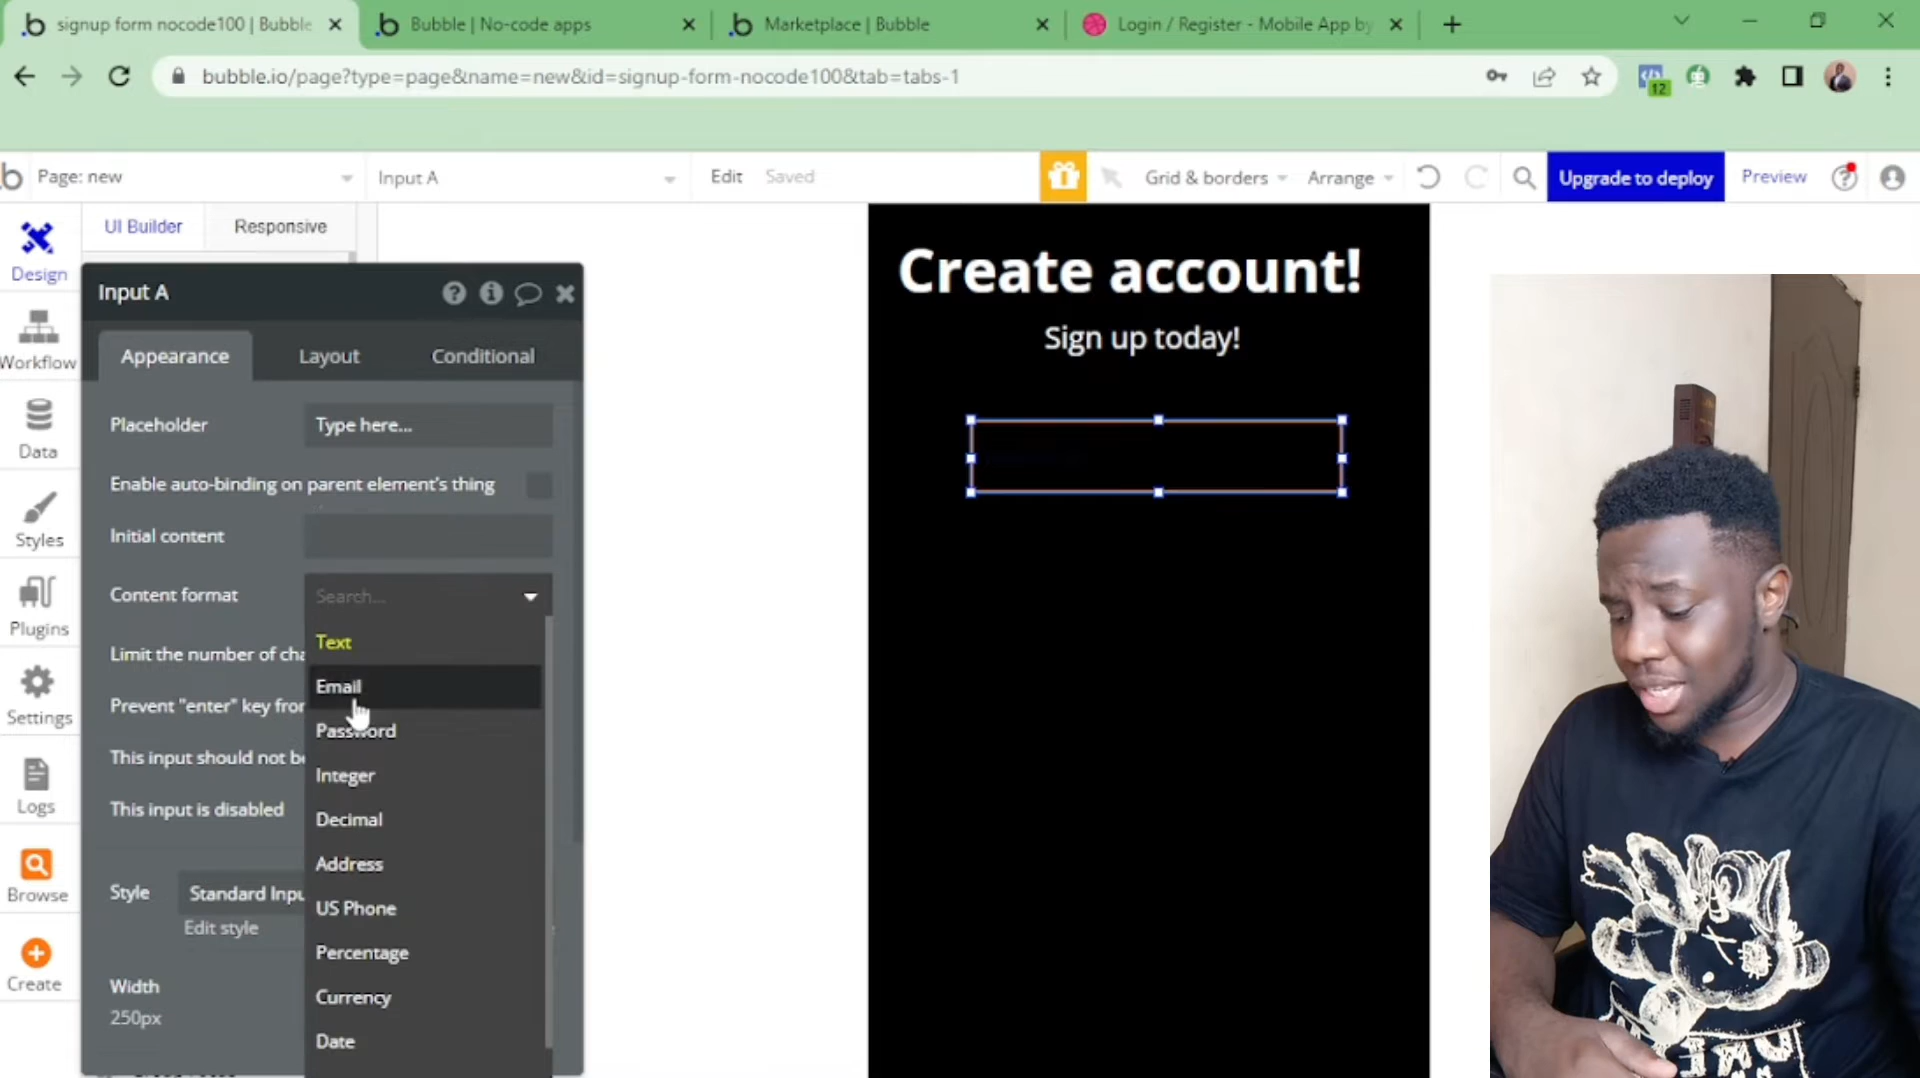 signup form nocode100 | Bubble
Bubble | No-code apps
Marketplace | Bubble
Login / Register - Mobile App by
bubble.io/page?type=page&name=new&id=signup-form-nocode100&tab=tabs-1
12
Page: new
Input A
Edit
Saved
Grid & borders
Arrange
Upgrade to deploy
Preview
UI Builder
Responsive
Design
Workflow
Data
Styles
Plugins
Settings
Logs
Browse
Create
Input A
Appearance
Layout
Conditional
Placeholder
Type here...
Enable auto-binding on parent element's thing
Initial content
Content format
Search...
Text
Email
Password
Integer
Decimal
Address
US Phone
Percentage
Currency
Date
Limit the number of cha
Prevent "enter" key from
This input should not be
This input is disabled
Style
Standard Inpu
Edit style
Width
250px
Create account!
Sign up today!